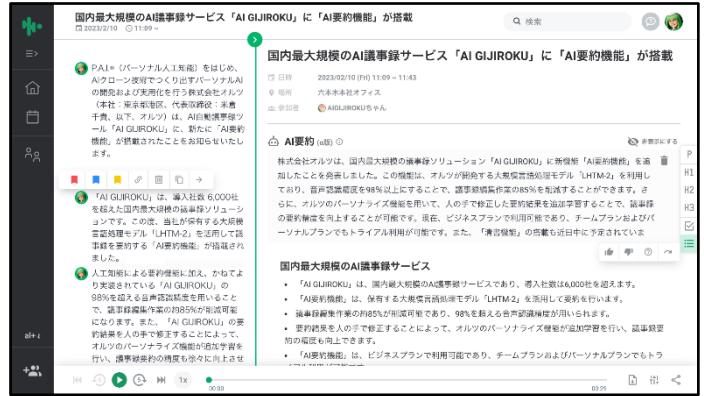 国内最大規模のAI議事録サービス「AI GIJIROKU」に「AI要約機能」が搭載
2023/2/10 11:09 ~
検索
P.A.I.®（パーソナル人工知能）をはじめ、
AIクローン技術でつくり出すパーソナルAI
の開発および実用化を行う株式会社オルツ
（本社：東京都港区、代表取締役：米倉
千貴、以下、オルツ）は、AI自動議事録ツ
ール「AI GIJIROKU」に、新たに「AI要約
機能」が搭載されたことをお知らせいたし
ます。
「AI GIJIROKU」は、導入社数 6,000社
を超えた国内最大規模の議事録ソリューシ
ョンです。この度、当社が保有する大規模
言語処理モデル「LHTM-2」を活用して議
事録を要約する「AI要約機能」が搭載され
ました。
人工知能による要約機能に加え、かねてよ
り実装されている「AI GIJIROKU」の
98%を超える音声認識精度を用いること
で、議事録編集作業の約85%が削減可能
になります。また、「AI GIJIROKU」の要
約結果を人の手で修正することによって、
オルツのパーソナライズ機能が追加学習を
行い、議事録要約の精度も徐々に向上させ
国内最大規模のAI議事録サービス「AI GIJIROKU」に「AI要約機能」が搭載
日時 2023/02/10 (Fri) 11:09 ~ 11:43
場所 六本木本社オフィス
参加者 AIGIJIROKUちゃん
AI要約 (α版)
非表示にする
株式会社オルツは、国内最大規模の議事録ソリューション「AI GIJIROKU」に新機能「AI要約機能」を追
加したことを発表しました。この機能は、オルツが開発する大規模言語処理モデル「LHTM-2」を利用し
ており、音声認識精度を98%以上にすることで、議事録編集作業の85%を削減することができます。さ
らに、オルツのパーソナライズ機能を用いて、人の手で修正した要約結果を追加学習することで、議事録
の要約精度を向上することが可能です。現在、ビジネスプランで利用可能であり、チームプランおよびパ
ーソナルプランでもトライアル利用が可能です。また、「清書機能」の搭載も近日中に予定されていま
P
H1
H2
H3
国内最大規模のAI議事録サービス
• 「AI GIJIROKU」は、国内最大規模のAI議事録サービスであり、導入社数は6,000社を超えます。
• 「AI要約機能」は、保有する大規模言語処理モデル「LHTM-2」を活用して要約を行います。
• 議事録編集作業の約85%が削減可能であり、98%を超える音声認識精度が用いられます。
• 要約結果を人の手で修正することによって、オルツのパーソナライズ機能が追加学習を行い、議事録要
約の精度も向上できます。
• 「AI要約機能」は、ビジネスプランで利用可能であり、チームプランおよびパーソナルプランでもトラ
alt+z
1x
00:00
03:29